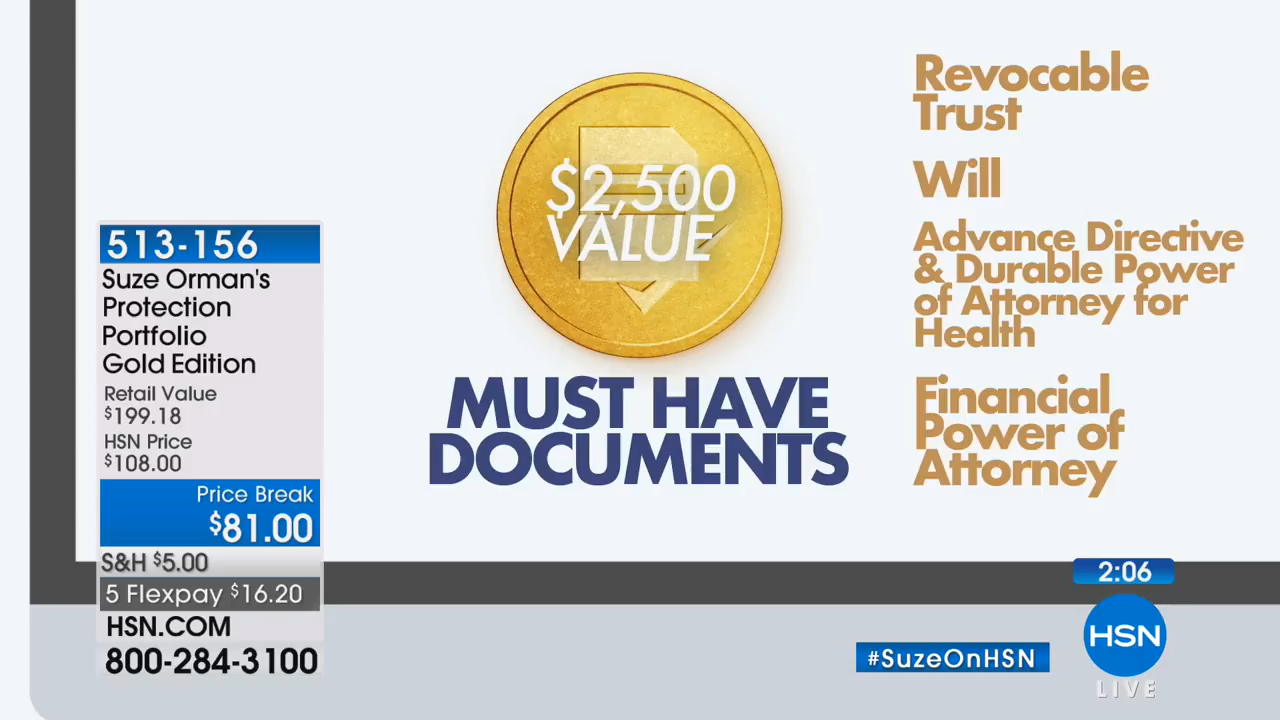 $2,500
VALUE
MUST HAVE
DOCUMENTS
Revocable
Trust
Will
Advance Directive
& Durable Power
of Attorney for
Health
Financial
Power of
Attorney
513-156
Suze Orman's
Protection
Portfolio
Gold Edition
Retail Value
$199.18
HSN Price
$108.00
Price Break
$81.00
S&H $5.00
5 Flexpay $16.20
HSN.COM
800-284-3100
2:06
HSN
LIVE
#SuzeOnHSN